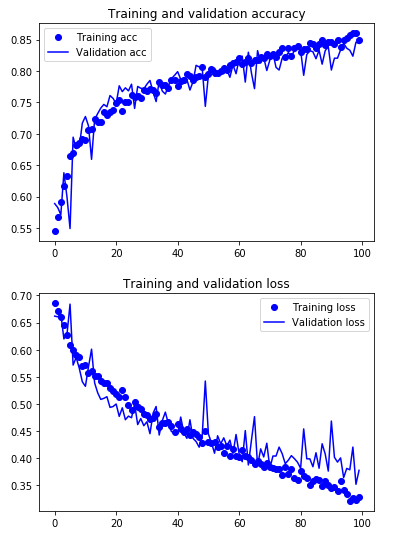 Training and validation accuracy
Training acc
Validation acc
0.85
0.80
0.75
0.70
0.65
0.60
0.55
0 20 40 60 80 100
Training and validation loss
Training loss
Validation loss
0.70
0.65
0.60
0.55
0.50
0.45
0.40
0.35
0 20 40 60 80 100